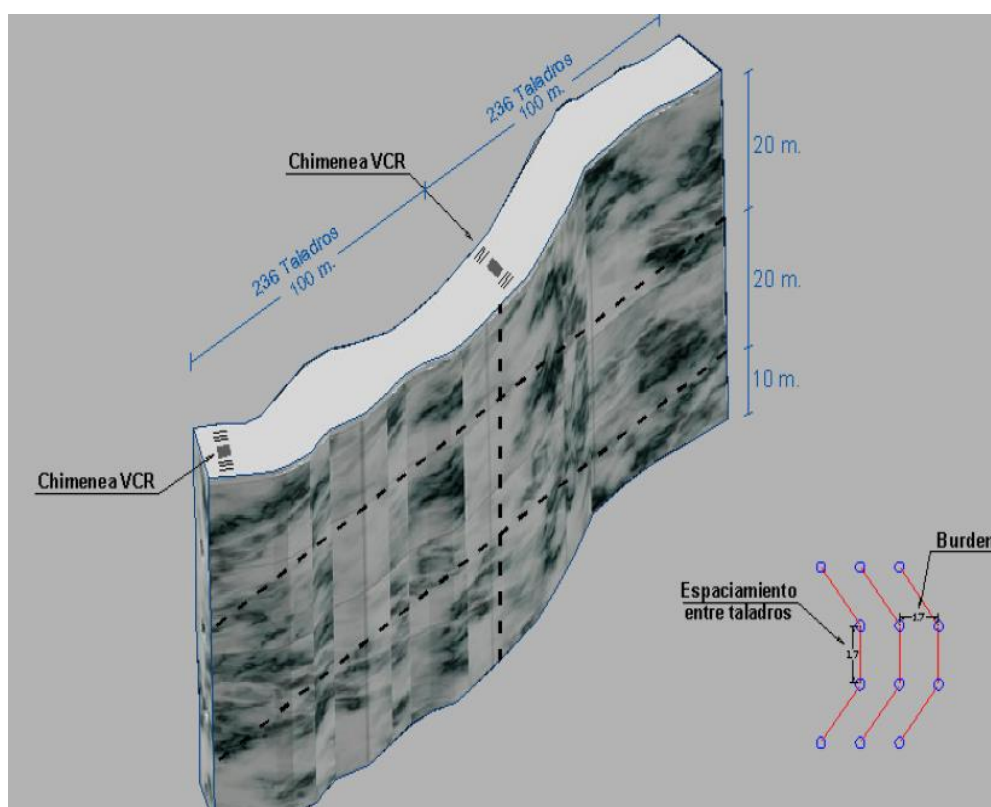 236 Taladros
100 m.
Chimenea VCR
236 Taladros
100 m.
20 m.
20 m.
10 m.
Chimenea VCR
Burden
Espaciamiento
entre taladros
17
17